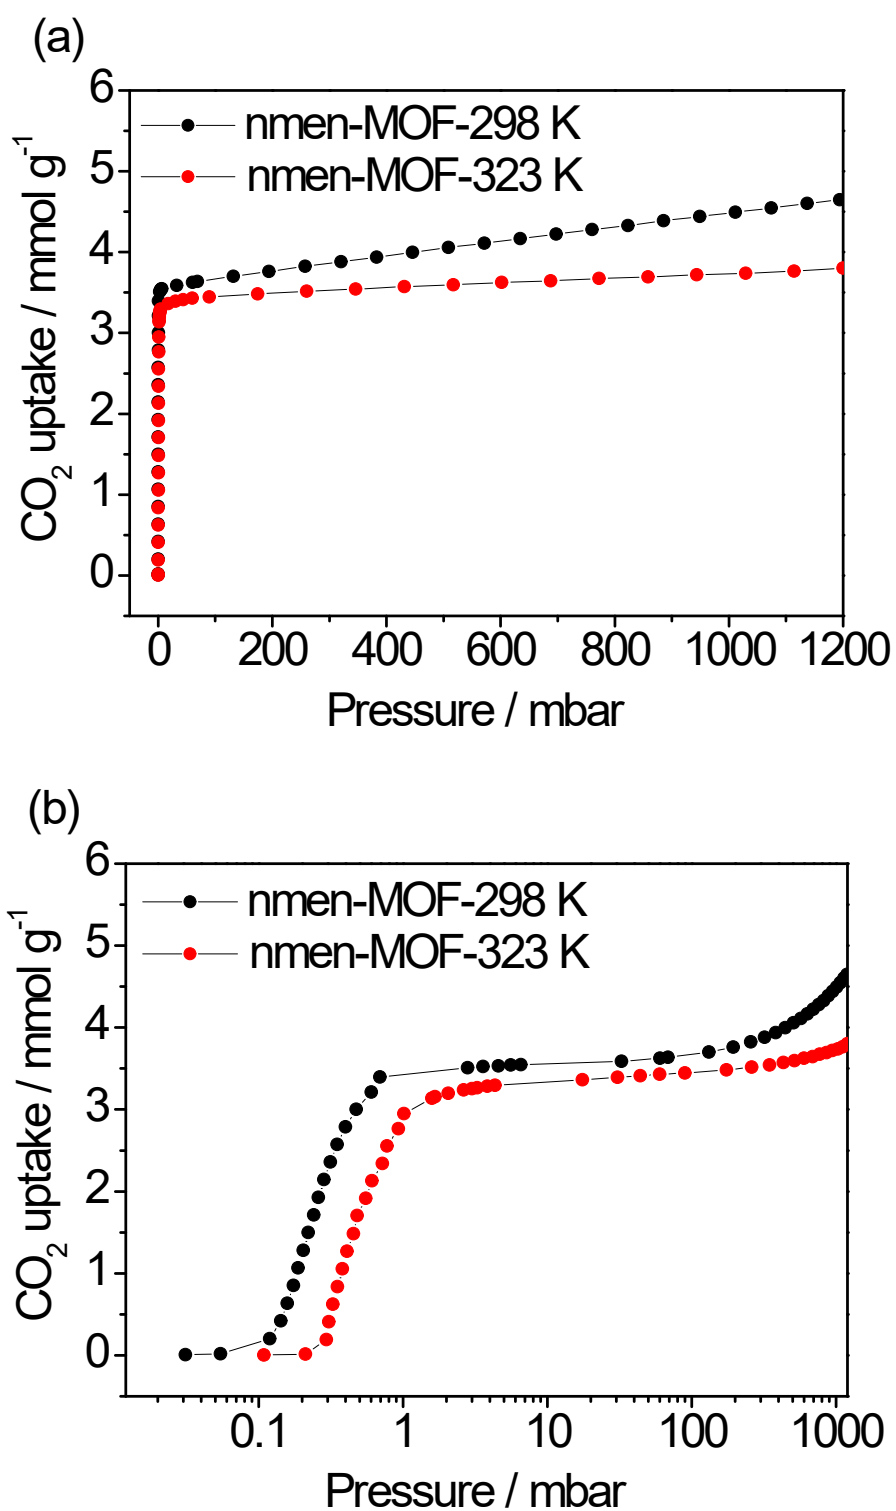 (a)
6
nmen-MOF-298 K
5
nmen-MOF-323 K
4
3
2
1
0
CO₂ uptake / mmol g⁻¹
0 200 400 600 800 1000 1200
Pressure / mbar
(b)
6
nmen-MOF-298 K
5
nmen-MOF-323 K
4
3
2
1
0
CO₂ uptake / mmol g⁻¹
0.1 1 10 100 1000
Pressure / mbar